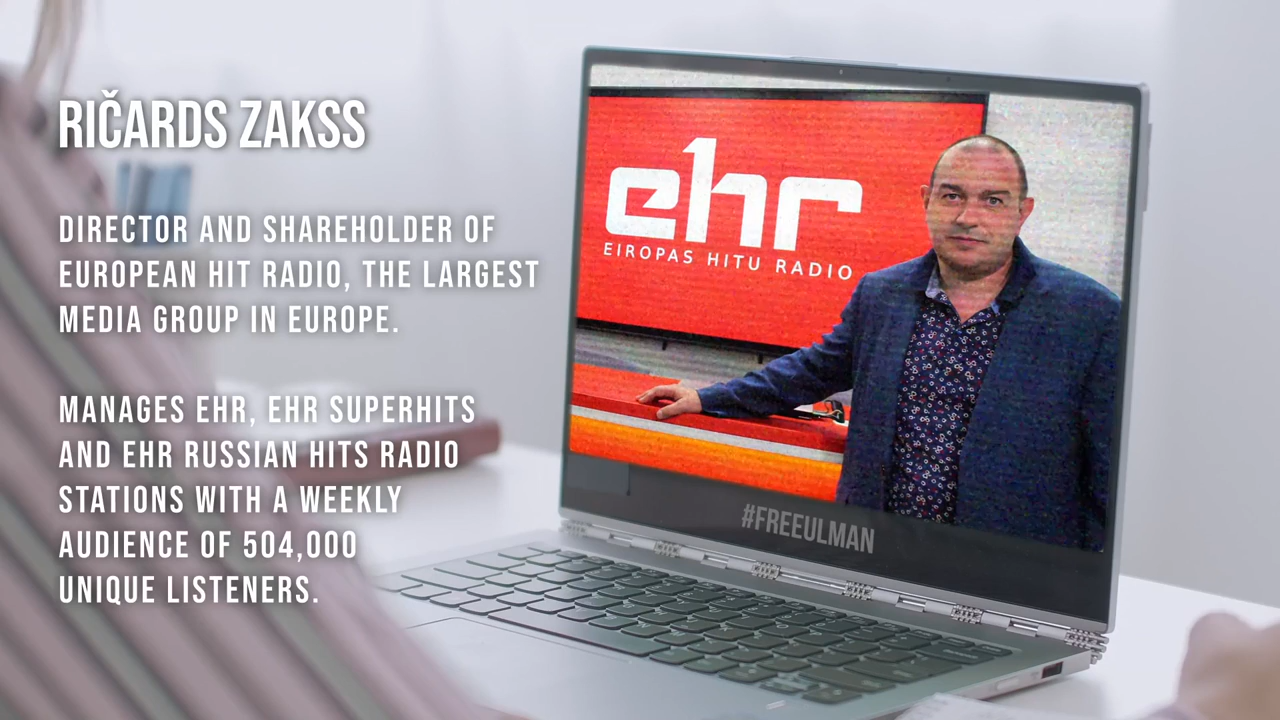 RIČARDS ZAKSS
DIRECTOR AND SHAREHOLDER OF
EUROPEAN HIT RADIO, THE LARGEST
MEDIA GROUP IN EUROPE.
MANAGES EHR, EHR SUPERHITS
AND EHR RUSSIAN HITS RADIO
STATIONS WITH A WEEKLY
AUDIENCE OF 504,000
UNIQUE LISTENERS.
ehr
EIROPAS HITU RADIO
#FREEULMAN